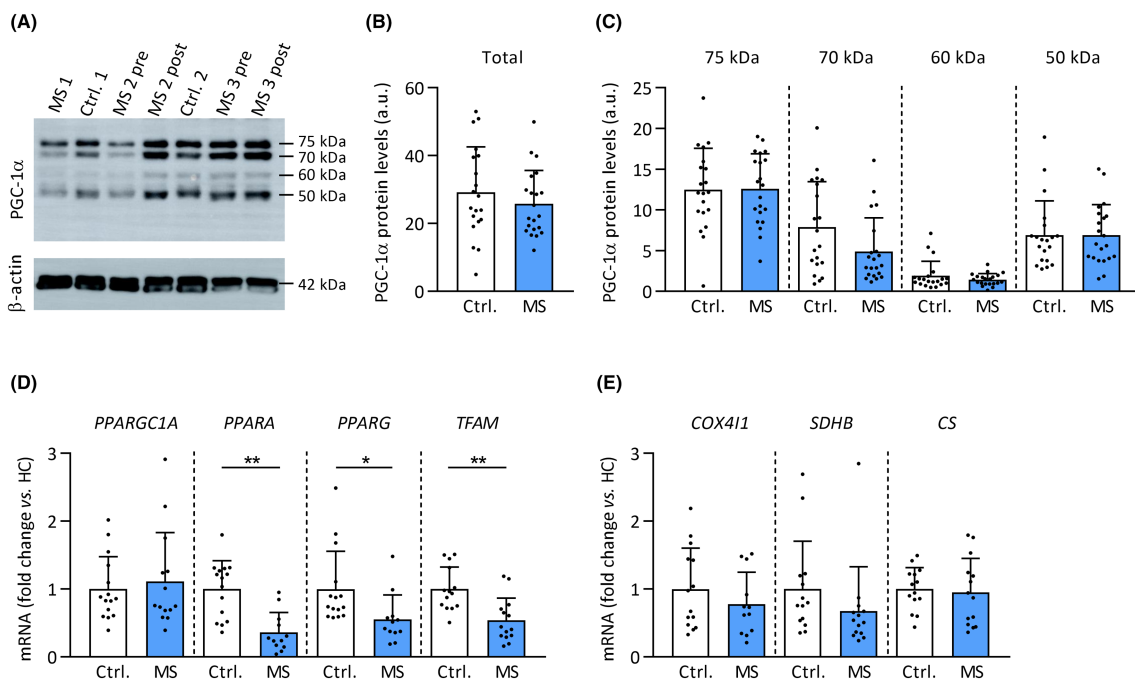 (A)
MS 1
Ctrl. 1
MS 2 pre
MS 2 post
Ctrl. 2
MS 3 pre
MS 3 post
PGC-1α
75 kDa
70 kDa
60 kDa
50 kDa
β-actin
42 kDa
(B)
Total
PGC-1α protein levels (a.u.)
60
40
20
0
Ctrl. MS
(C)
75 kDa 70 kDa 60 kDa 50 kDa
PGC-1α protein levels (a.u.)
25
20
15
10
5
0
Ctrl. MS Ctrl. MS Ctrl. MS Ctrl. MS
(D)
PPARGC1A PPARA PPARG TFAM
mRNA (fold change vs. HC)
3
2
1
0
** * **
Ctrl. MS Ctrl. MS Ctrl. MS Ctrl. MS
(E)
COX4I1 SDHB CS
mRNA (fold change vs. HC)
3
2
1
0
Ctrl. MS Ctrl. MS Ctrl. MS